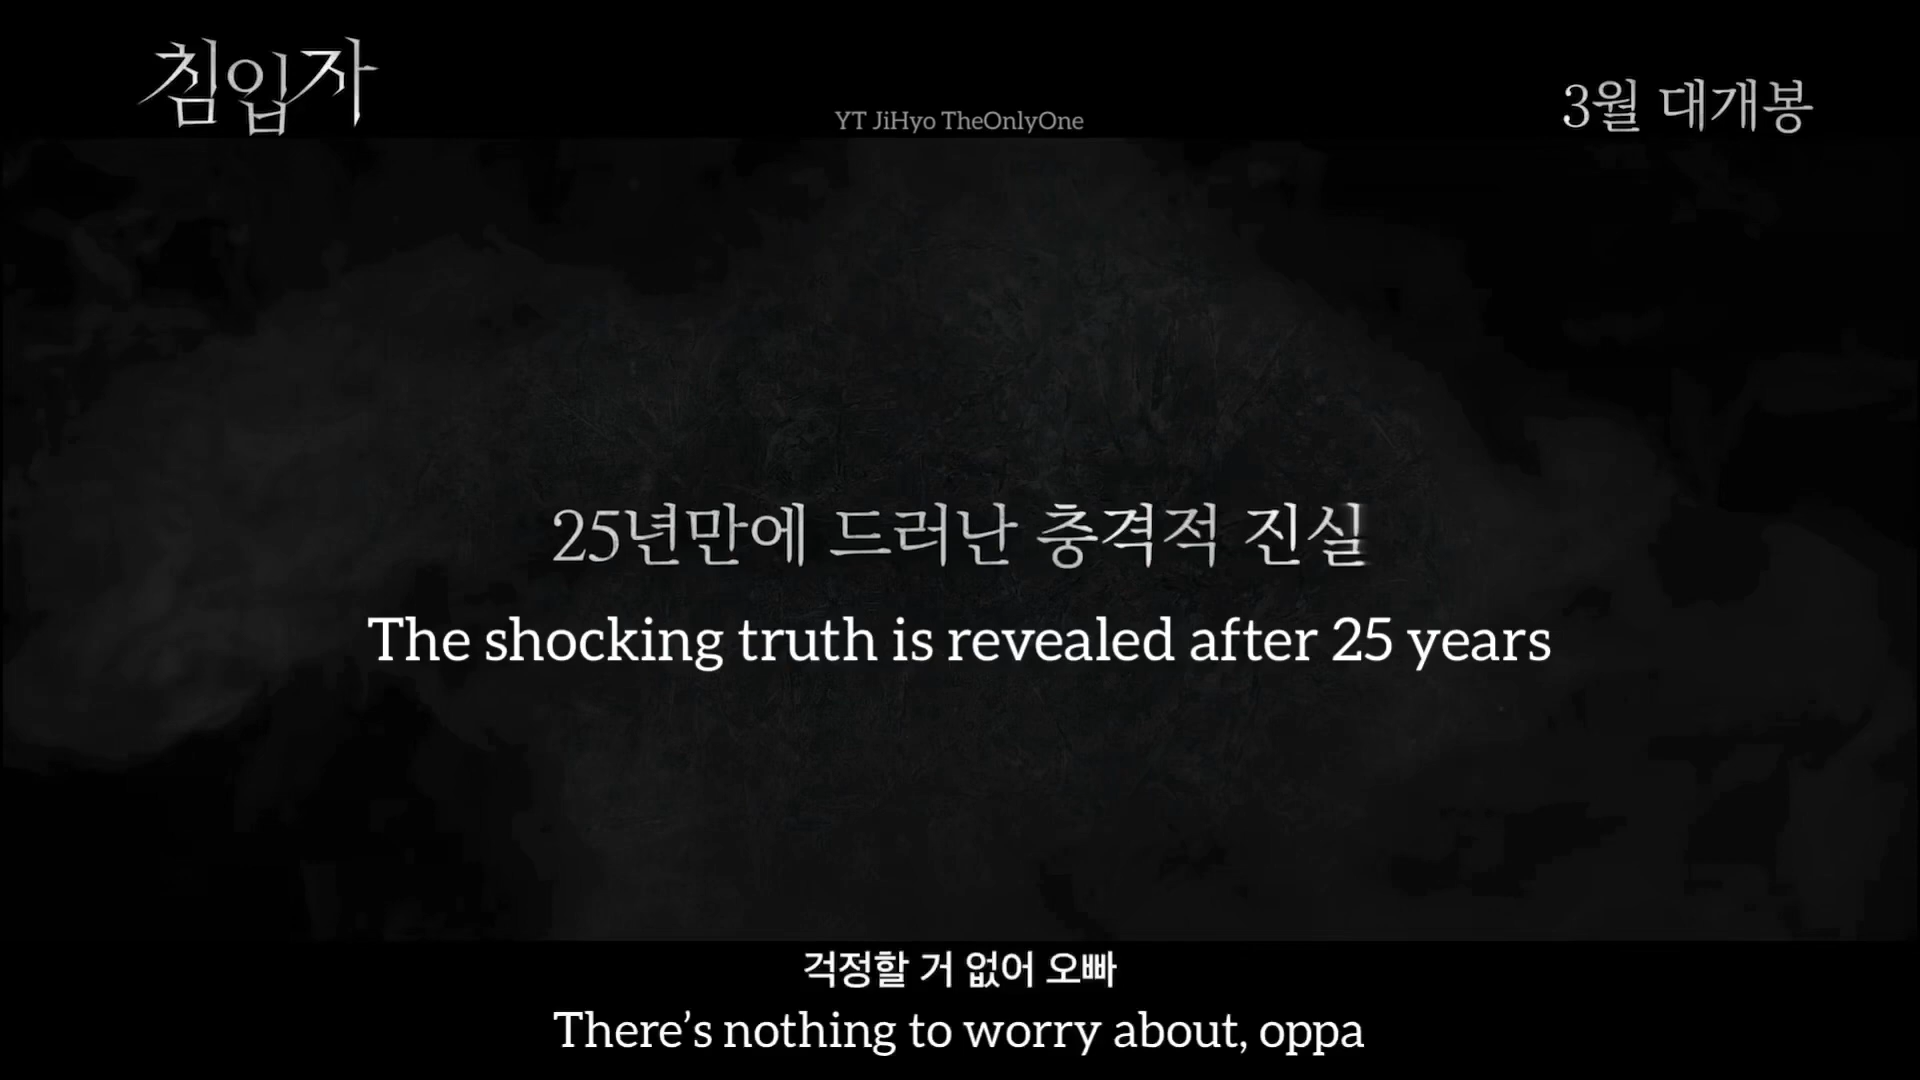 침입자
YT JiHyo TheOnlyOne
3월 대개봉
25년만에 드러난 충격적 진실
The shocking truth is revealed after 25 years
걱정할 거 없어 오빠
There's nothing to worry about, oppa